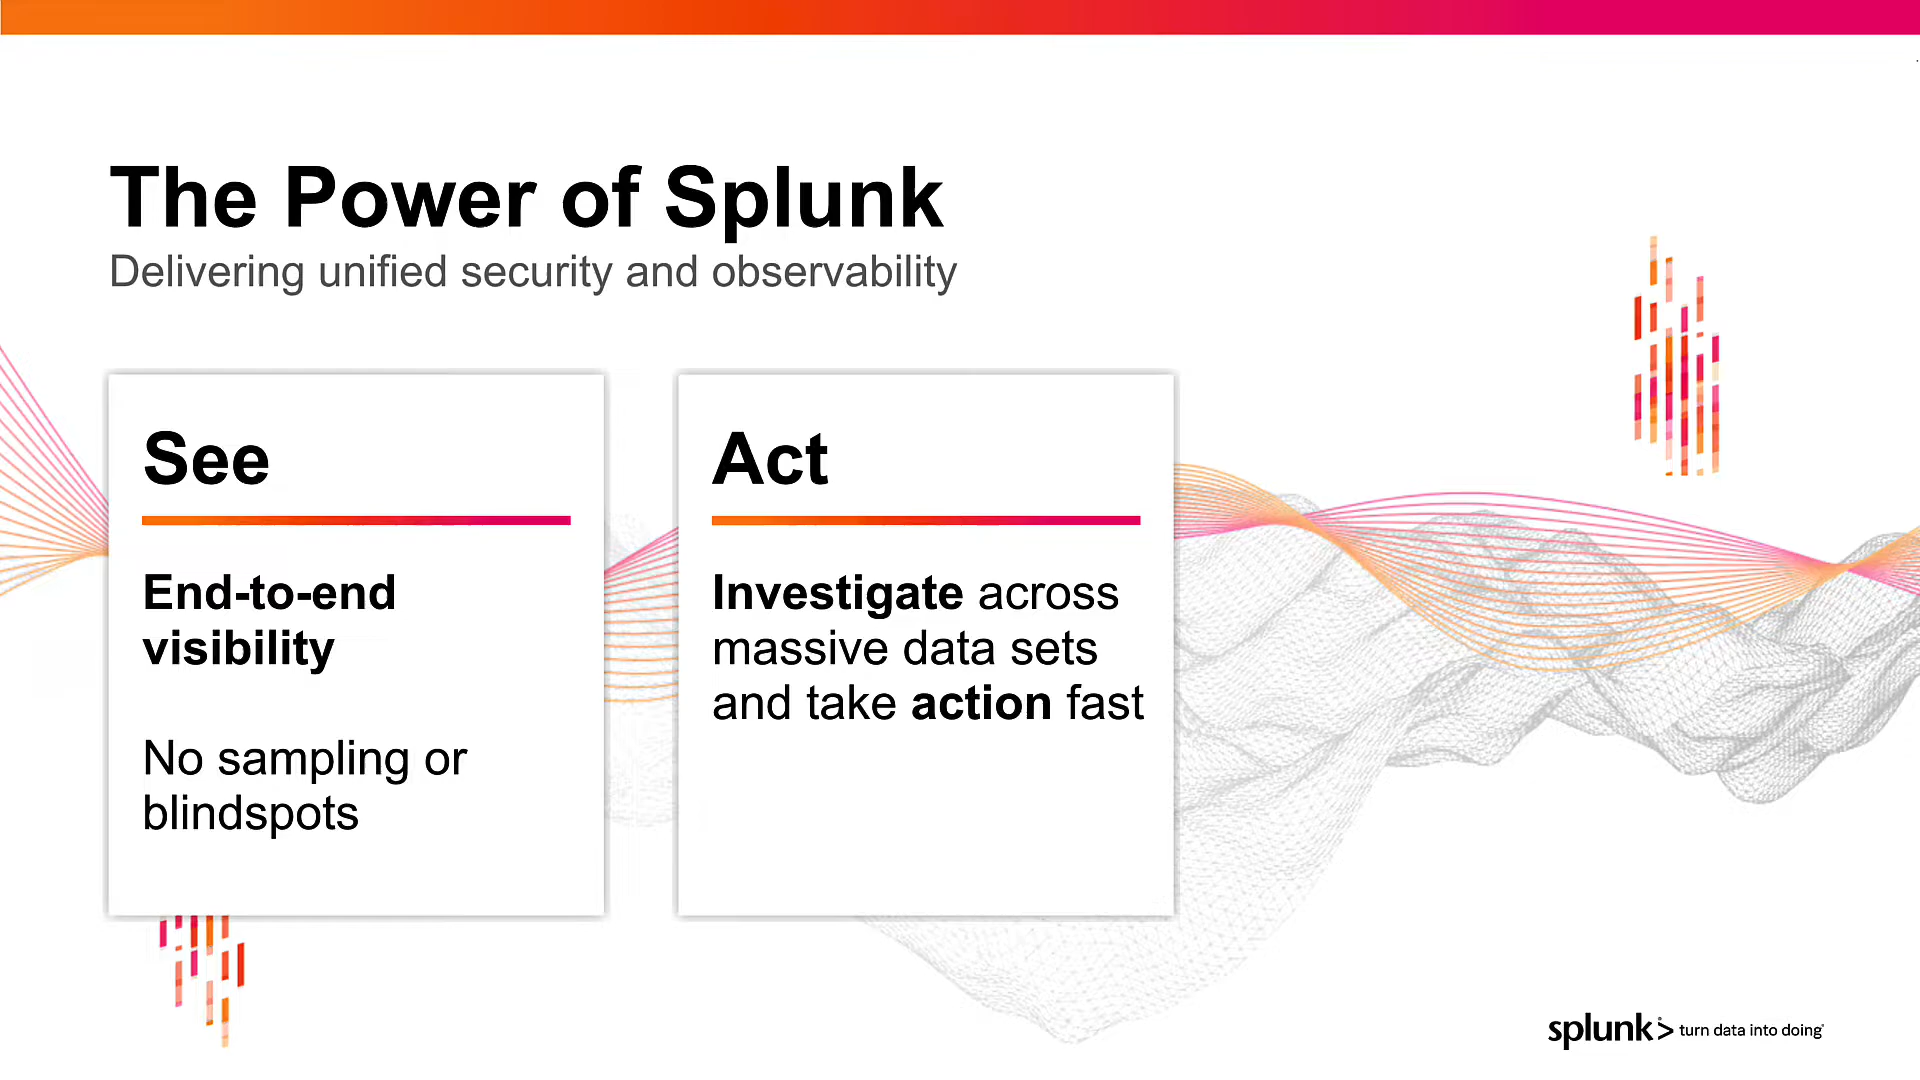 The Power of Splunk
Delivering unified security and observability
See
End-to-end
visibility
No sampling or
blindspots
Act
Investigate across
massive data sets
and take action fast
splunk> turn data into doing®